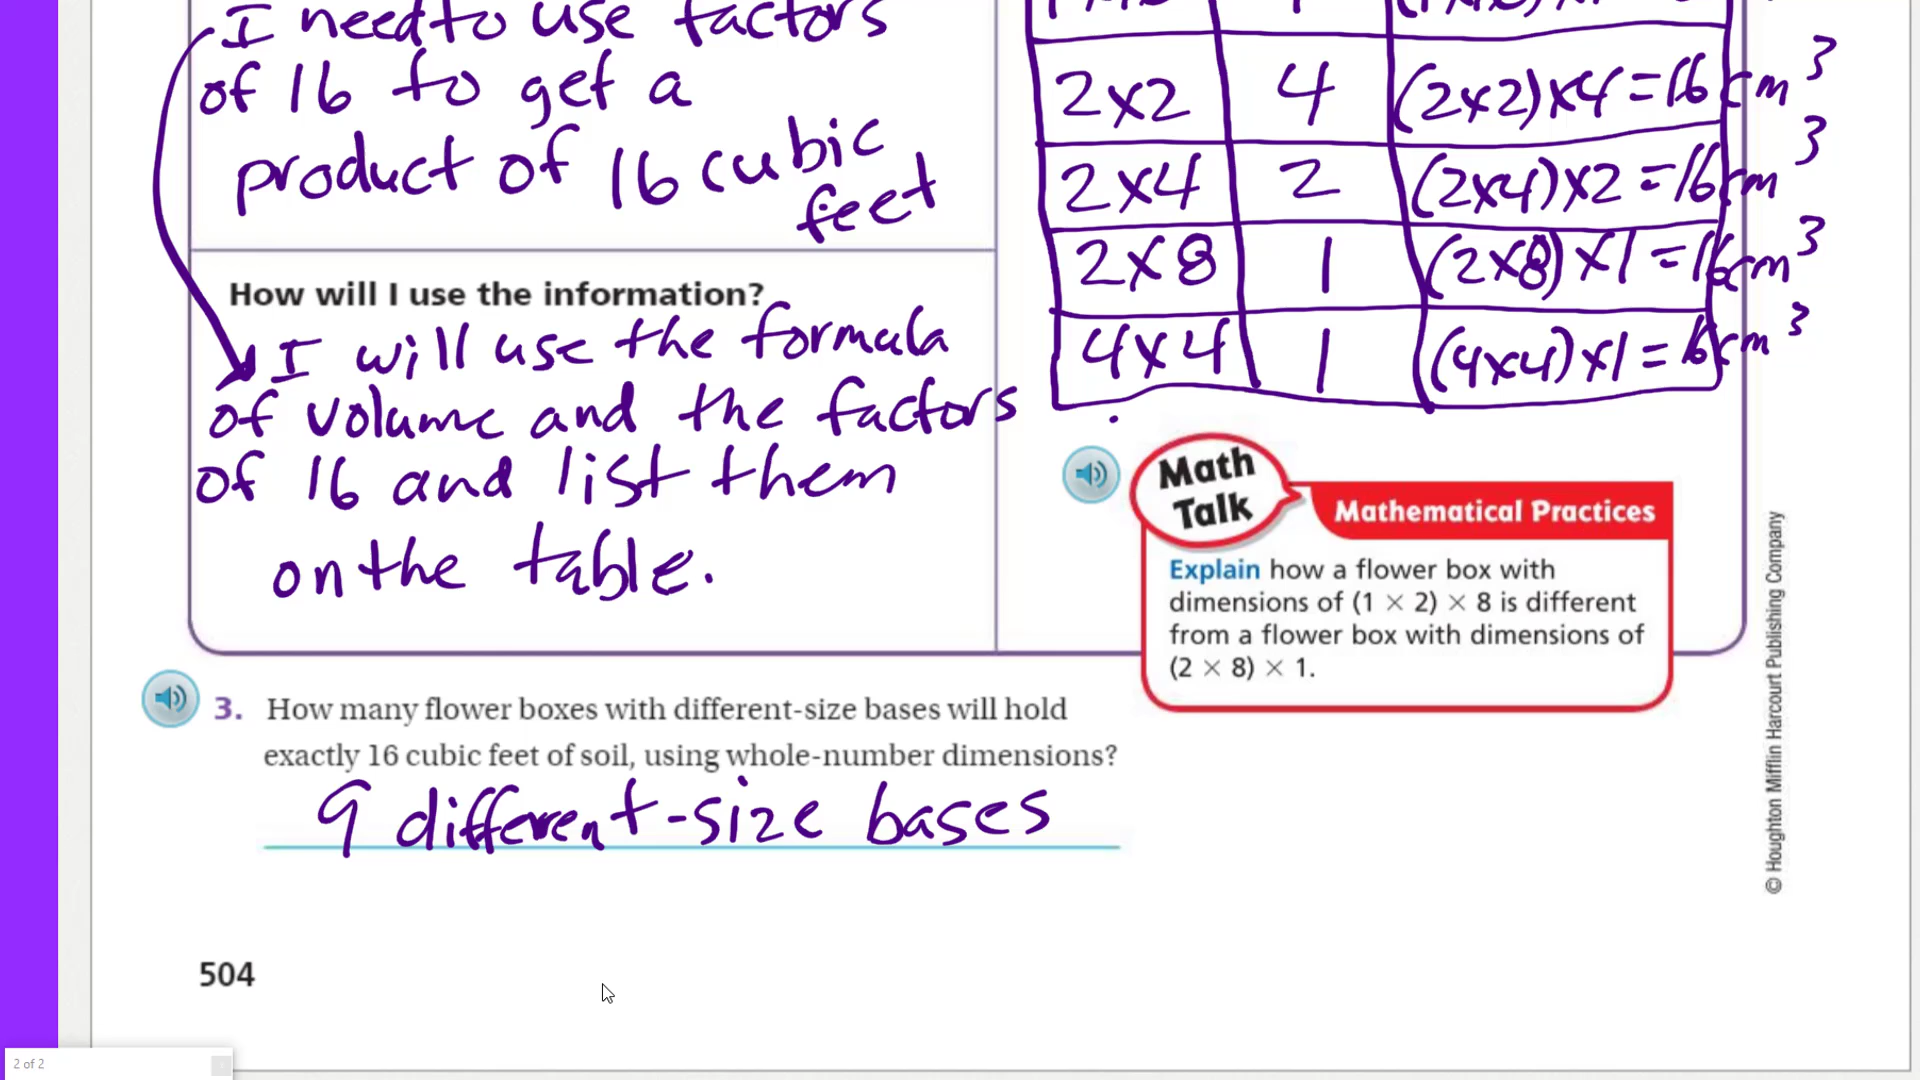 I need to use factors
of 16 to get a
product of 16 cubic
feet
How will I use the information?
I will use the formula
of volume and the factors
of 16 and list them
on the table.
2x2 4 (2x2)x4=16cm³
2x4 2 (2x4)x2=16cm³
2x8 1 (2x8)x1=16cm³
4x4 1 (4x4)x1=16cm³
Math
Talk
Mathematical Practices
Explain how a flower box with
dimensions of (1 × 2) × 8 is different
from a flower box with dimensions of
(2 × 8) × 1.
© Houghton Mifflin Harcourt Publishing Company
3. How many flower boxes with different-size bases will hold
exactly 16 cubic feet of soil, using whole-number dimensions?
9 different-size bases
504
2 of 2